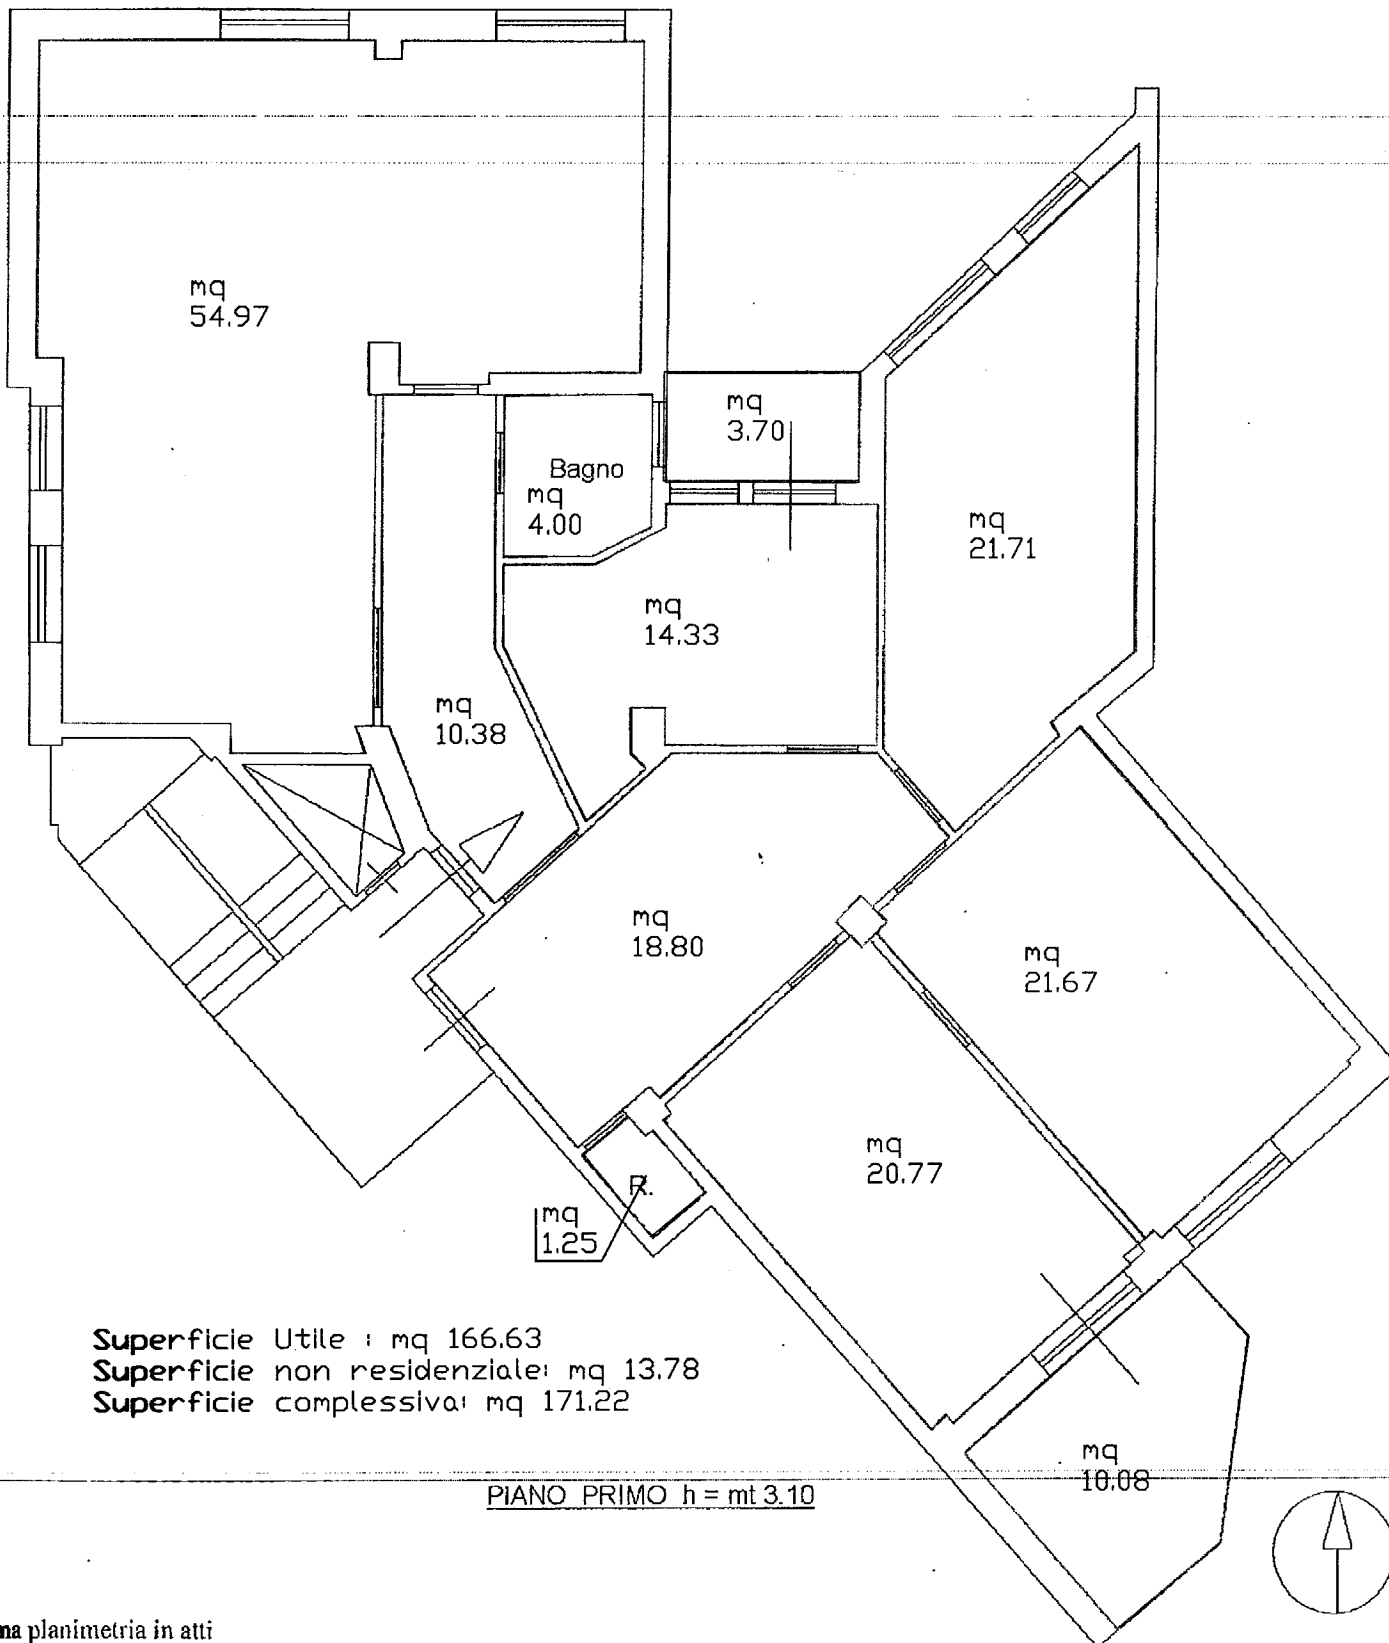 mq
54.97
mq
3.70
Bagno
mq
4.00
mq
21.71
mq
14.33
mq
10.38
mq
18.80
mq
21.67
mq
20.77
R.
mq
1.25
Superficie Utile : mq 166.63
Superficie non residenziale: mq 13.78
Superficie complessiva: mq 171.22
mq
10.08
PIANO PRIMO h = mt 3.10
planimetria in atti